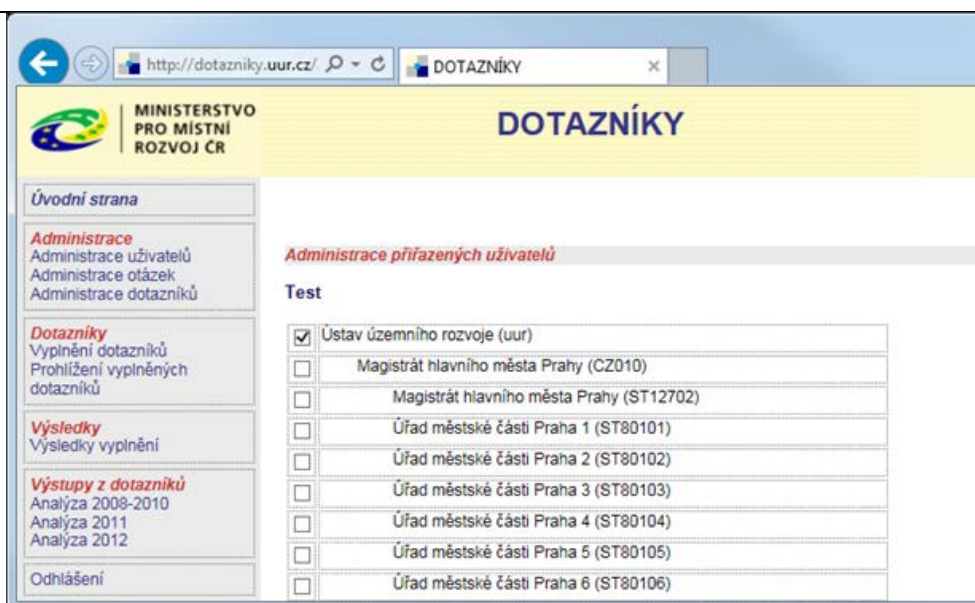 http://dotazniky.uur.cz/
DOTAZNÍKY
MINISTERSTVO
PRO MÍSTNÍ
ROZVOJ ČR
DOTAZNÍKY
Úvodní strana
Administrace
Administrace uživatelů
Administrace otázek
Administrace dotazníků
Dotazníky
Vyplnění dotazníků
Prohlížení vyplněných
dotazníků
Výsledky
Výsledky vyplnění
Výstupy z dotazníků
Analýza 2008-2010
Analýza 2011
Analýza 2012
Odhlášení
Administrace přiřazených uživatelů
Test
Ústav územního rozvoje (uur)
Magistrát hlavního města Prahy (CZ010)
Magistrát hlavního města Prahy (ST12702)
Úřad městské části Praha 1 (ST80101)
Úřad městské části Praha 2 (ST80102)
Úřad městské části Praha 3 (ST80103)
Úřad městské části Praha 4 (ST80104)
Úřad městské části Praha 5 (ST80105)
Úřad městské části Praha 6 (ST80106)